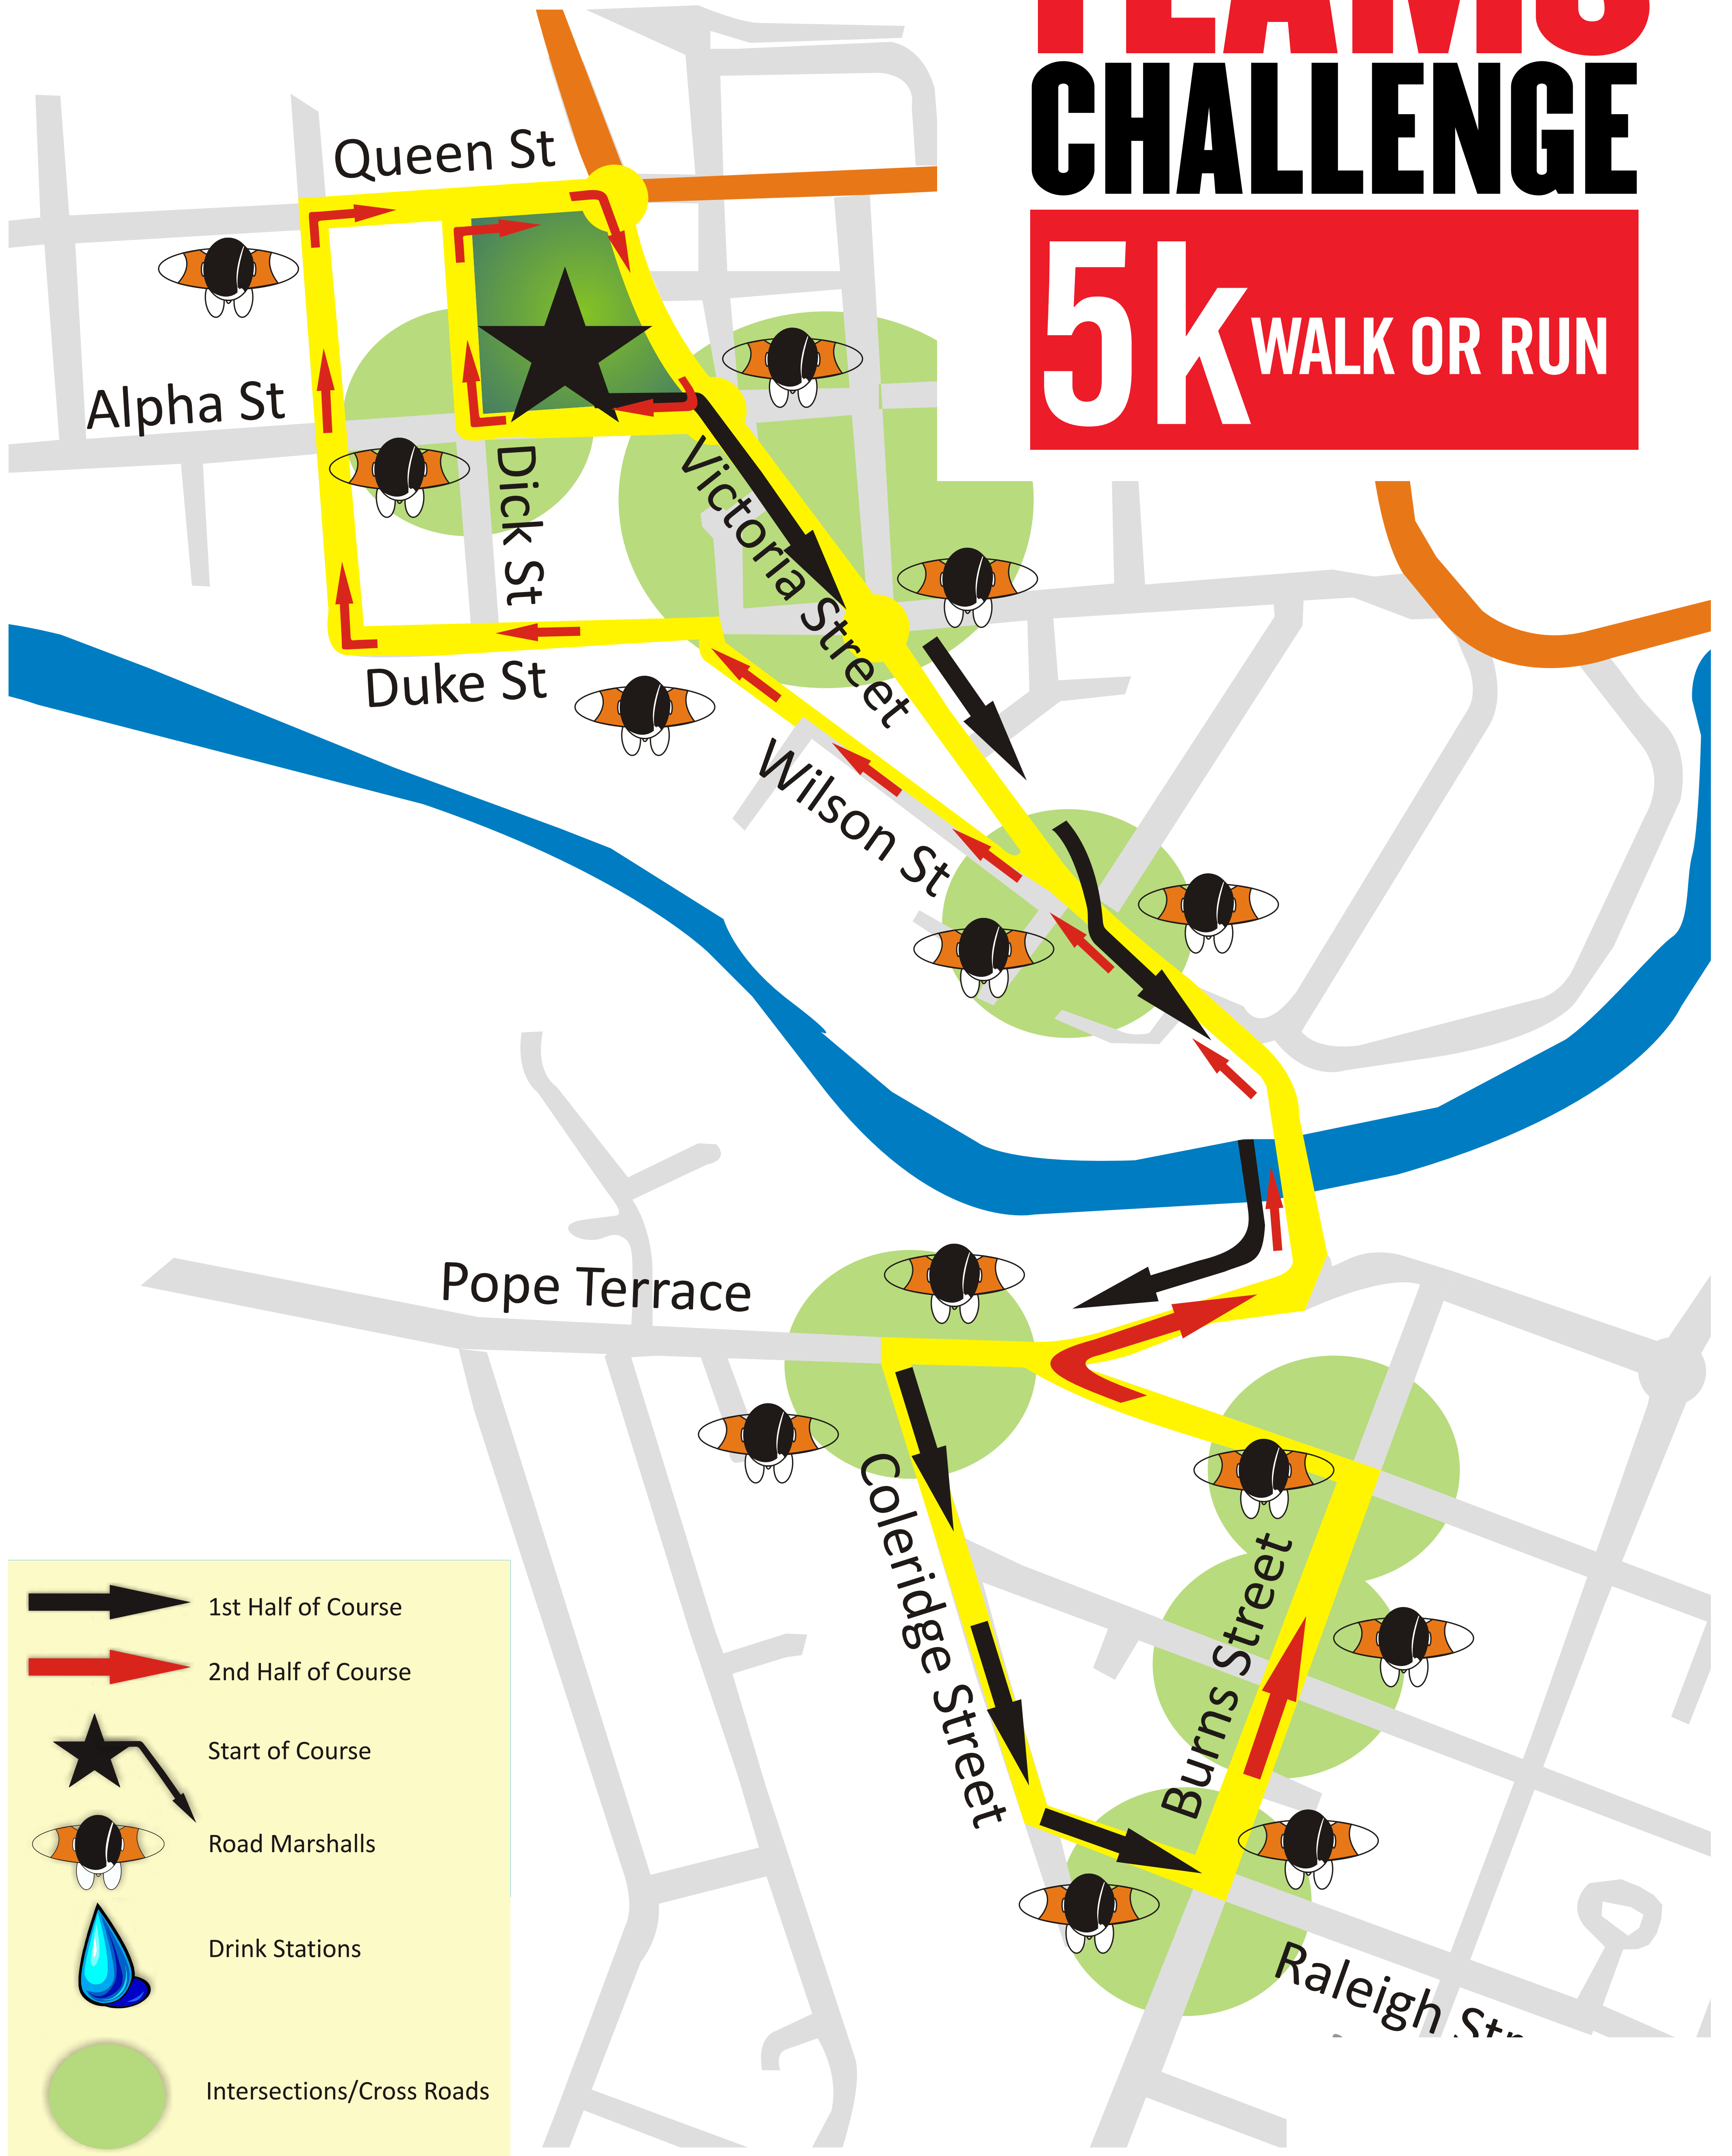 TEAMS
CHALLENGE
5k WALK OR RUN
Queen St
Alpha St
Dick St
Victoria Street
Duke St
Wilson St
Pope Terrace
Coleridge Street
Burns Street
Raleigh
1st Half of Course
2nd Half of Course
Start of Course
Road Marshalls
Drink Stations
Intersections/Cross Roads